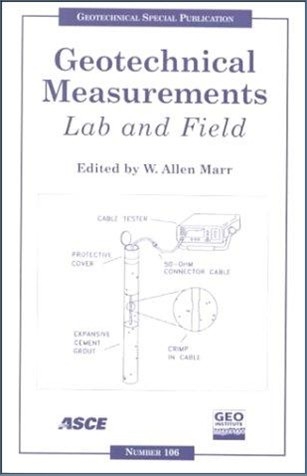 GEOTECHNICAL SPECIAL PUBLICATION
Geotechnical
Measurements
Lab and Field
Edited by W. Allen Marr
CABLE TESTER
PROTECTIVE
COVER
50-OHM
CONNECTOR CABLE
EXPANSIVE
CEMENT
GROUT
CRIMP
IN CABLE
ASCE
GEO
INSTITUTE
NUMBER 106